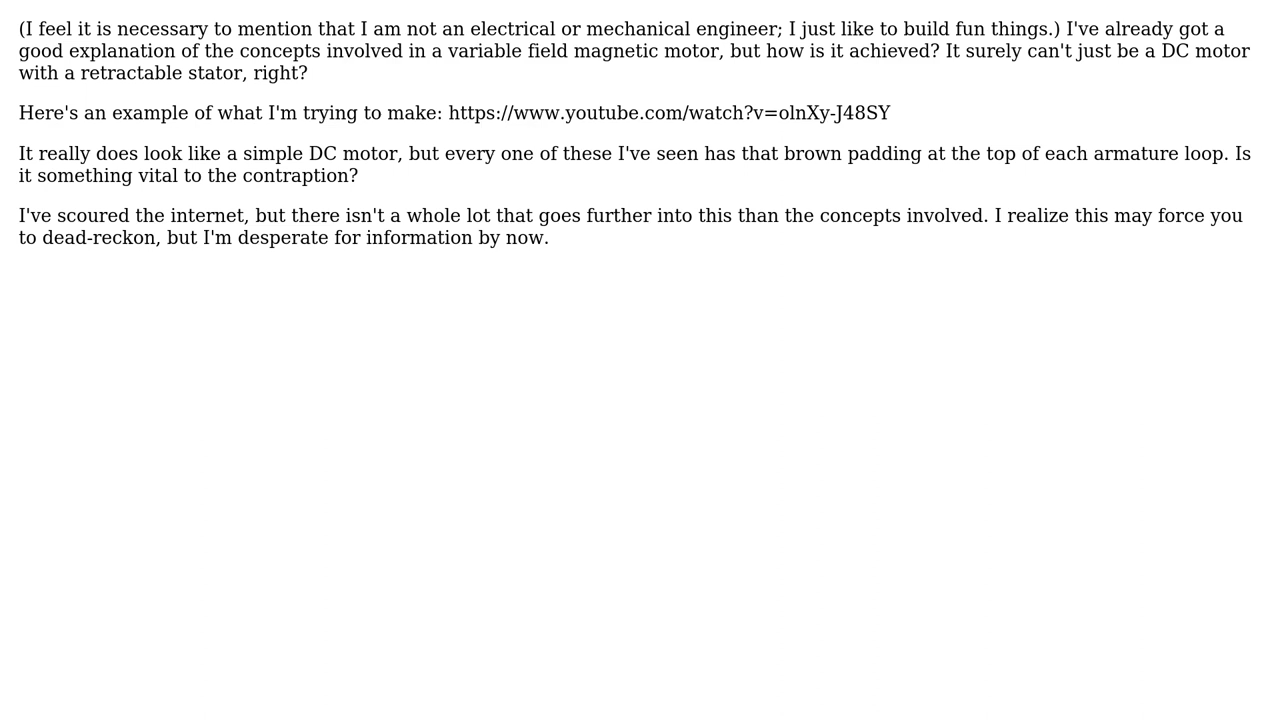 (I feel it is necessary to mention that I am not an electrical or mechanical engineer; I just like to build fun things.) I've already got a
good explanation of the concepts involved in a variable field magnetic motor, but how is it achieved? It surely can't just be a DC motor
with a retractable stator, right?
Here's an example of what I'm trying to make: https://www.youtube.com/watch?v=olnXy-J48SY
It really does look like a simple DC motor, but every one of these I've seen has that brown padding at the top of each armature loop. Is
it something vital to the contraption?
I've scoured the internet, but there isn't a whole lot that goes further into this than the concepts involved. I realize this may force you
to dead-reckon, but I'm desperate for information by now.